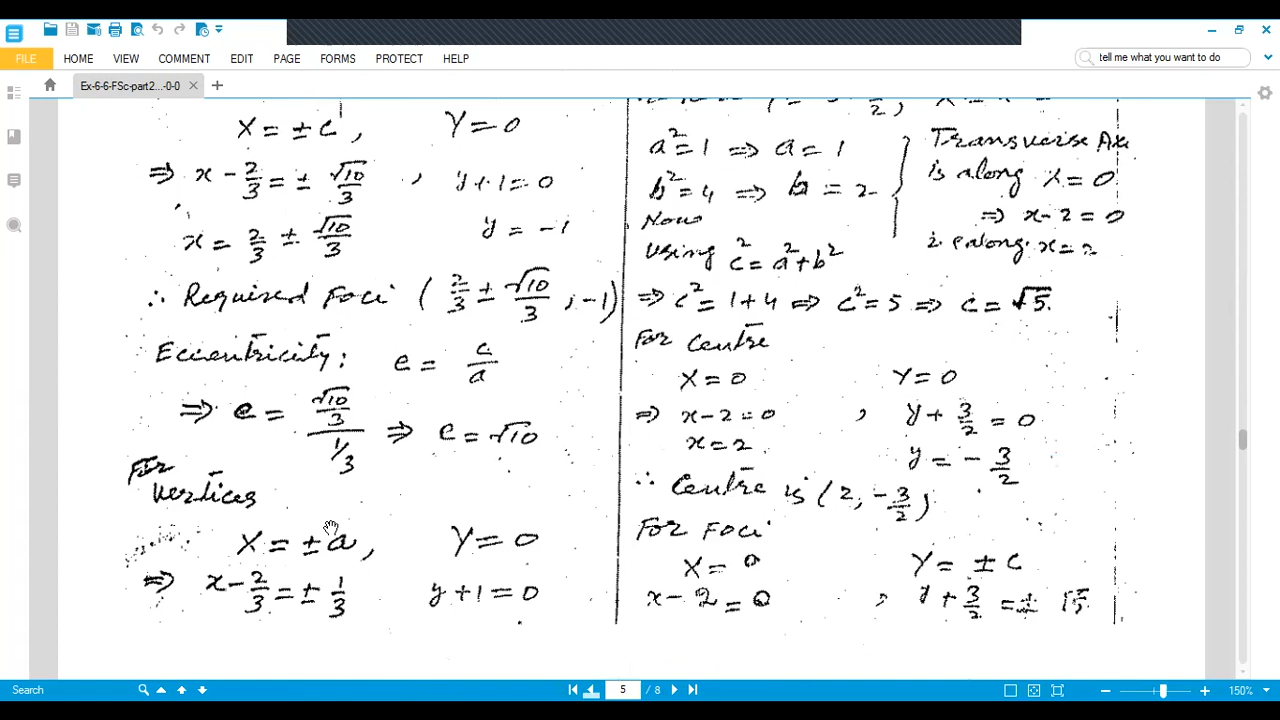 FILE HOME VIEW COMMENT EDIT PAGE FORMS PROTECT HELP
tell me what you want to do
Ex-6-6-FSc-part2...-0-0
X = ± c , Y = 0
⇒ x - 2/3 = ± √10/3 , y + 1 = 0
x = 2/3 ± √10/3 y = -1
∴ Required Foci ( 2/3 ± √10/3 , -1 )
Eccentricity: e = c/a
⇒ e = (√10/3)/(1/3) ⇒ e = √10
For
Vertices
X = ± a , Y = 0
⇒ x - 2/3 = ± 1/3 y + 1 = 0
a² = 1 ⇒ a = 1
b² = 4 ⇒ b = 2
Now
Using c² = a² + b²
Transverse Axe
is along X = 0
⇒ x - 2 = 0
i.e along x = 2
⇒ c² = 1 + 4 ⇒ c² = 5 ⇒ c = √5
For Centre
X = 0 Y = 0
⇒ x - 2 = 0 , y + 3/2 = 0
x = 2 y = - 3/2
∴ Centre is (2, -3/2)
For Foci
X = 0 Y = ± c
x - 2 = 0 , y + 3/2 = ± √5
Search 5 / 8 150%